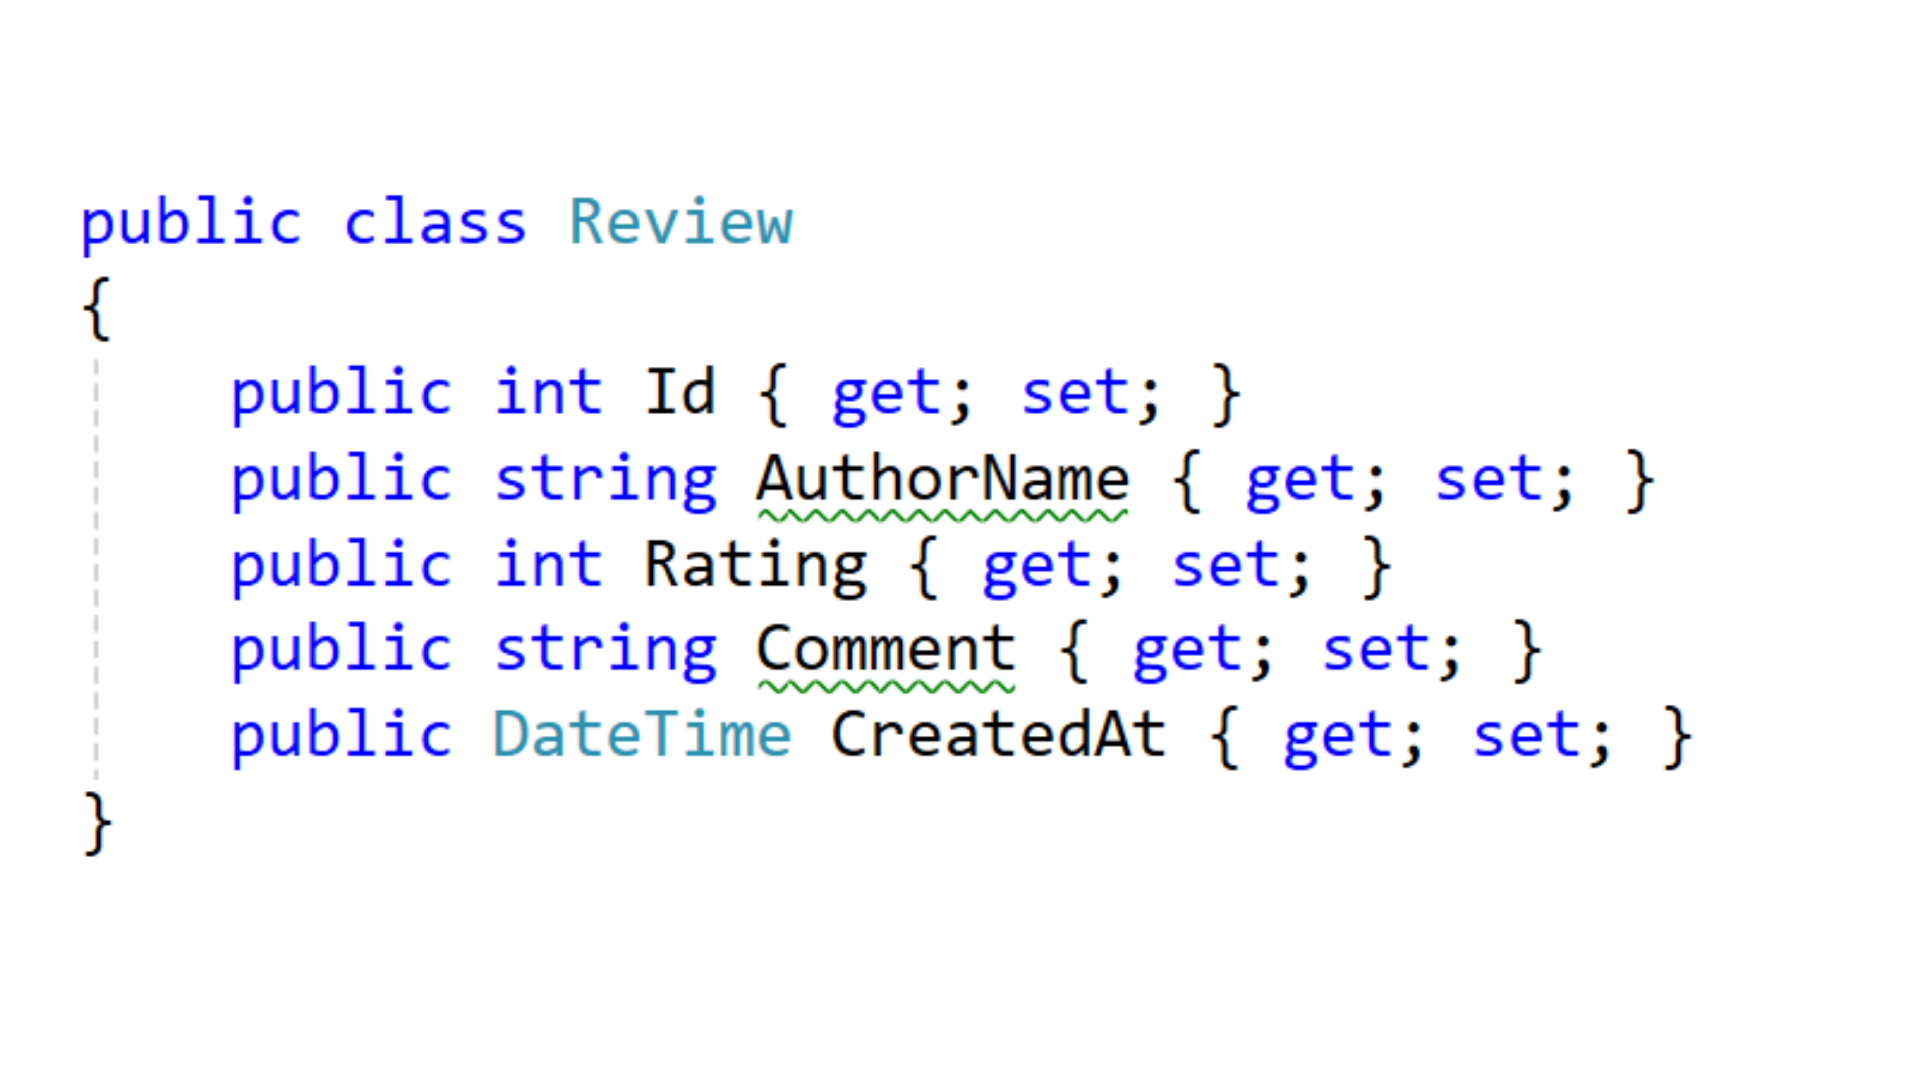 public class Review
{
public int Id { get; set; }
public string AuthorName { get; set; }
public int Rating { get; set; }
public string Comment { get; set; }
public DateTime CreatedAt { get; set; }
}